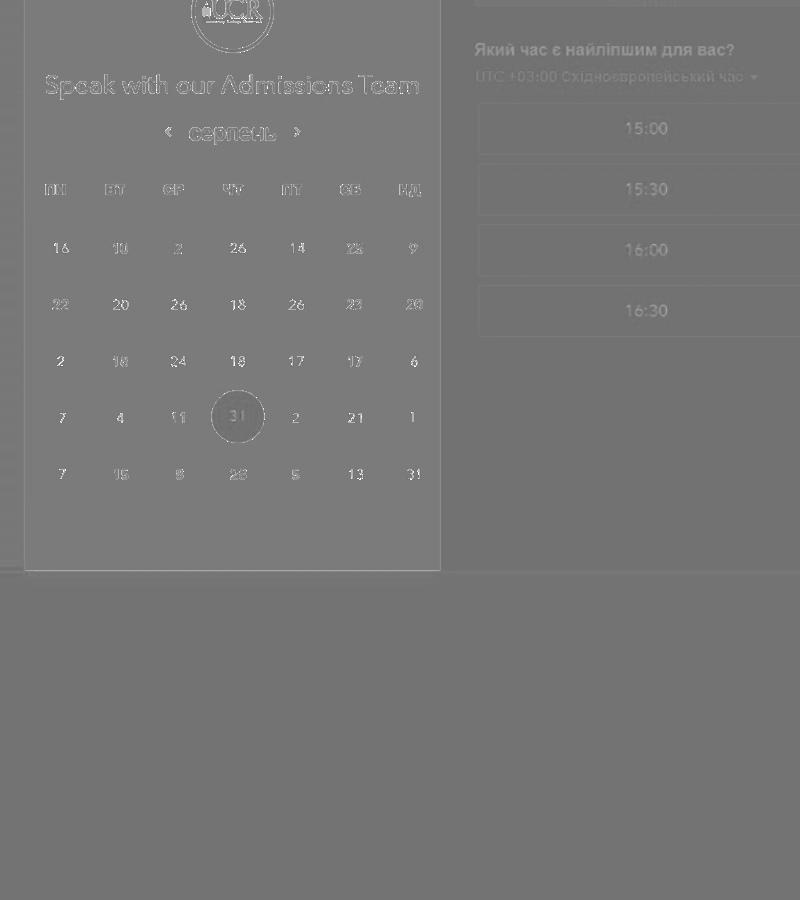 UCR
Speak with our Admissions Team
< серпень >
ПН ВТ СР ЧТ ПТ СБ НД
16 10 2 26 14 25 9
22 20 26 18 26 23 20
2 18 24 18 17 17 6
7 4 11 31 2 21 1
7 15 8 26 5 13 31
Який час є найліпшим для вас?
UTC +03:00 Східноєвропейський час
15:00
15:30
16:00
16:30